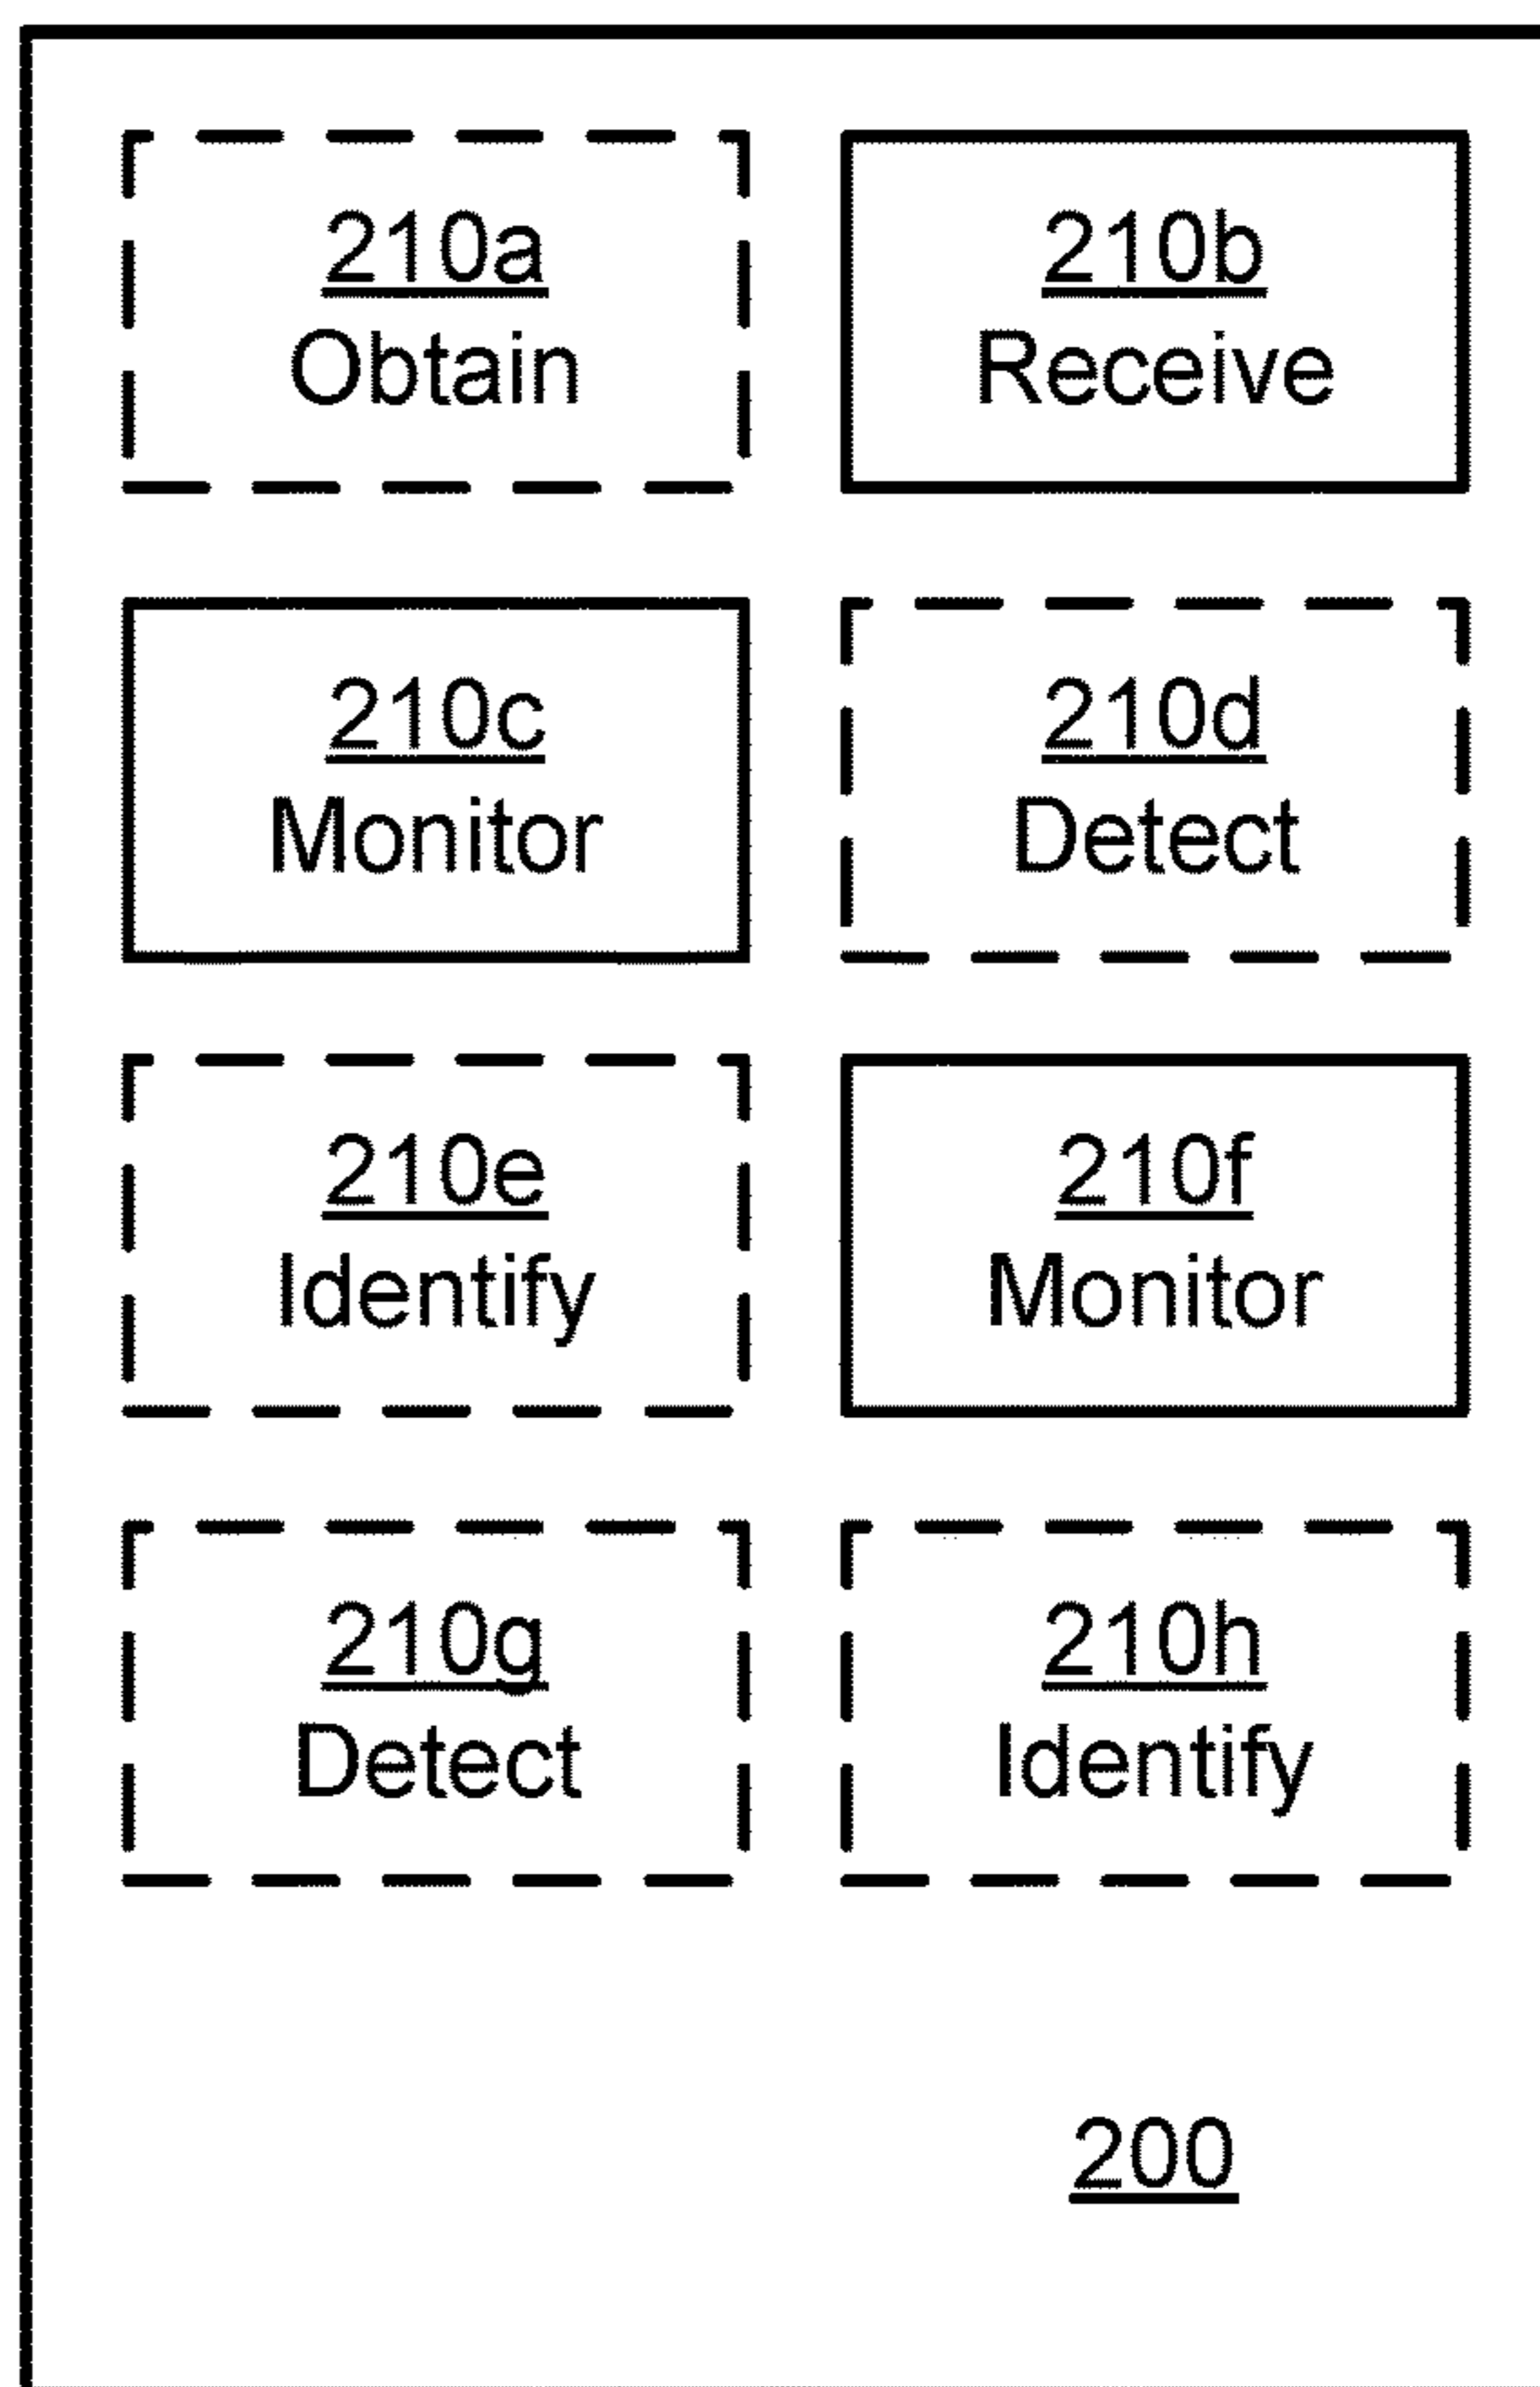 210a
Obtain
210b
Receive
210c
Monitor
210d
Detect
210e
Identify
210f
Monitor
210g
Detect
210h
Identify
200